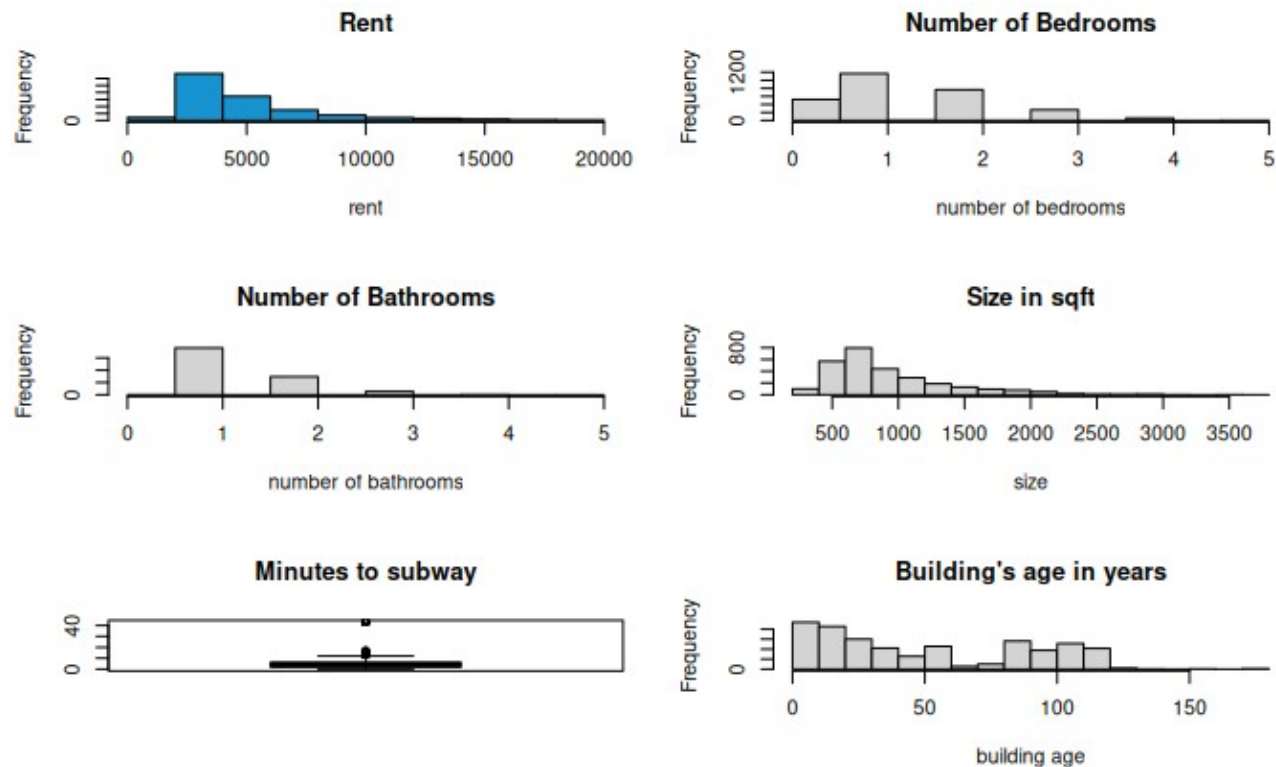 Rent
Frequency
0
0 5000 10000 15000 20000
rent
Number of Bedrooms
Frequency
0 1200
0 1 2 3 4 5
number of bedrooms
Number of Bathrooms
Frequency
0
0 1 2 3 4 5
number of bathrooms
Size in sqft
Frequency
0 800
500 1000 1500 2000 2500 3000 3500
size
Minutes to subway
0 40
Building's age in years
Frequency
0
0 50 100 150
building age